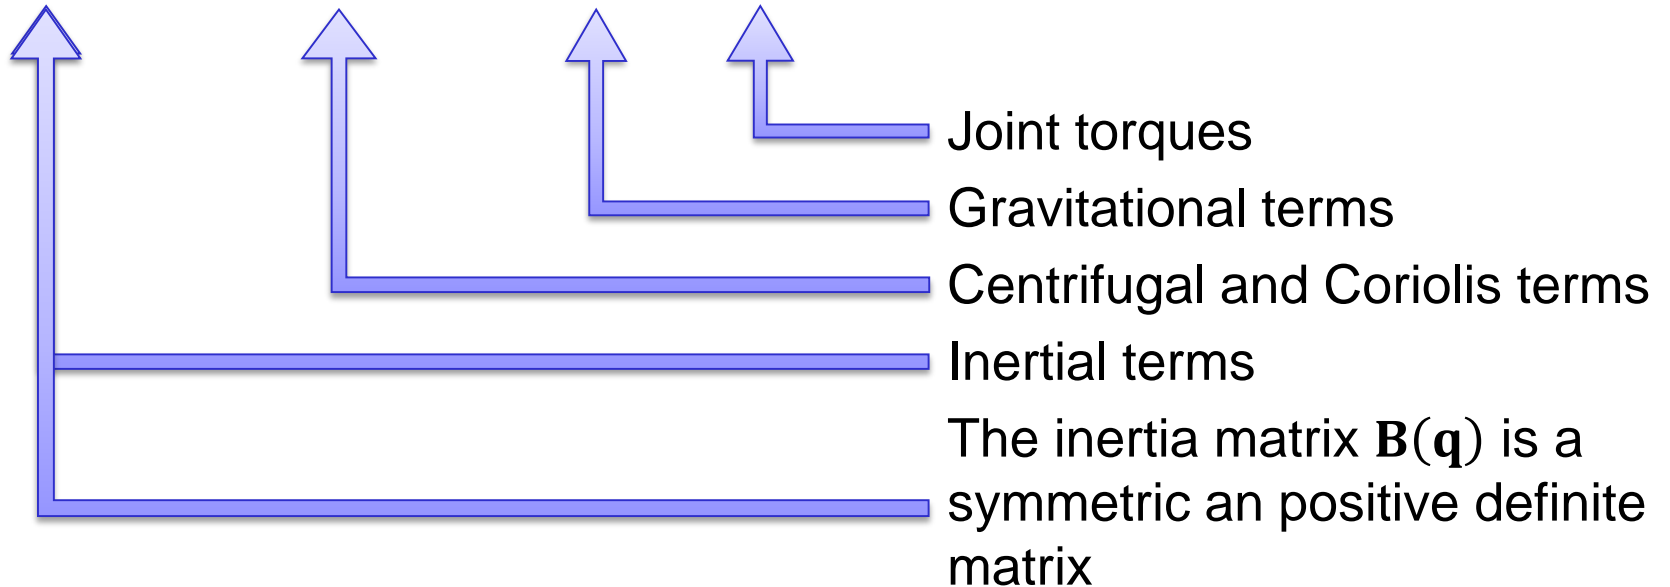 Joint torques
Gravitational terms
Centrifugal and Coriolis terms
Inertial terms
The inertia matrix 𝐁(𝐪) is a
symmetric an positive definite
matrix